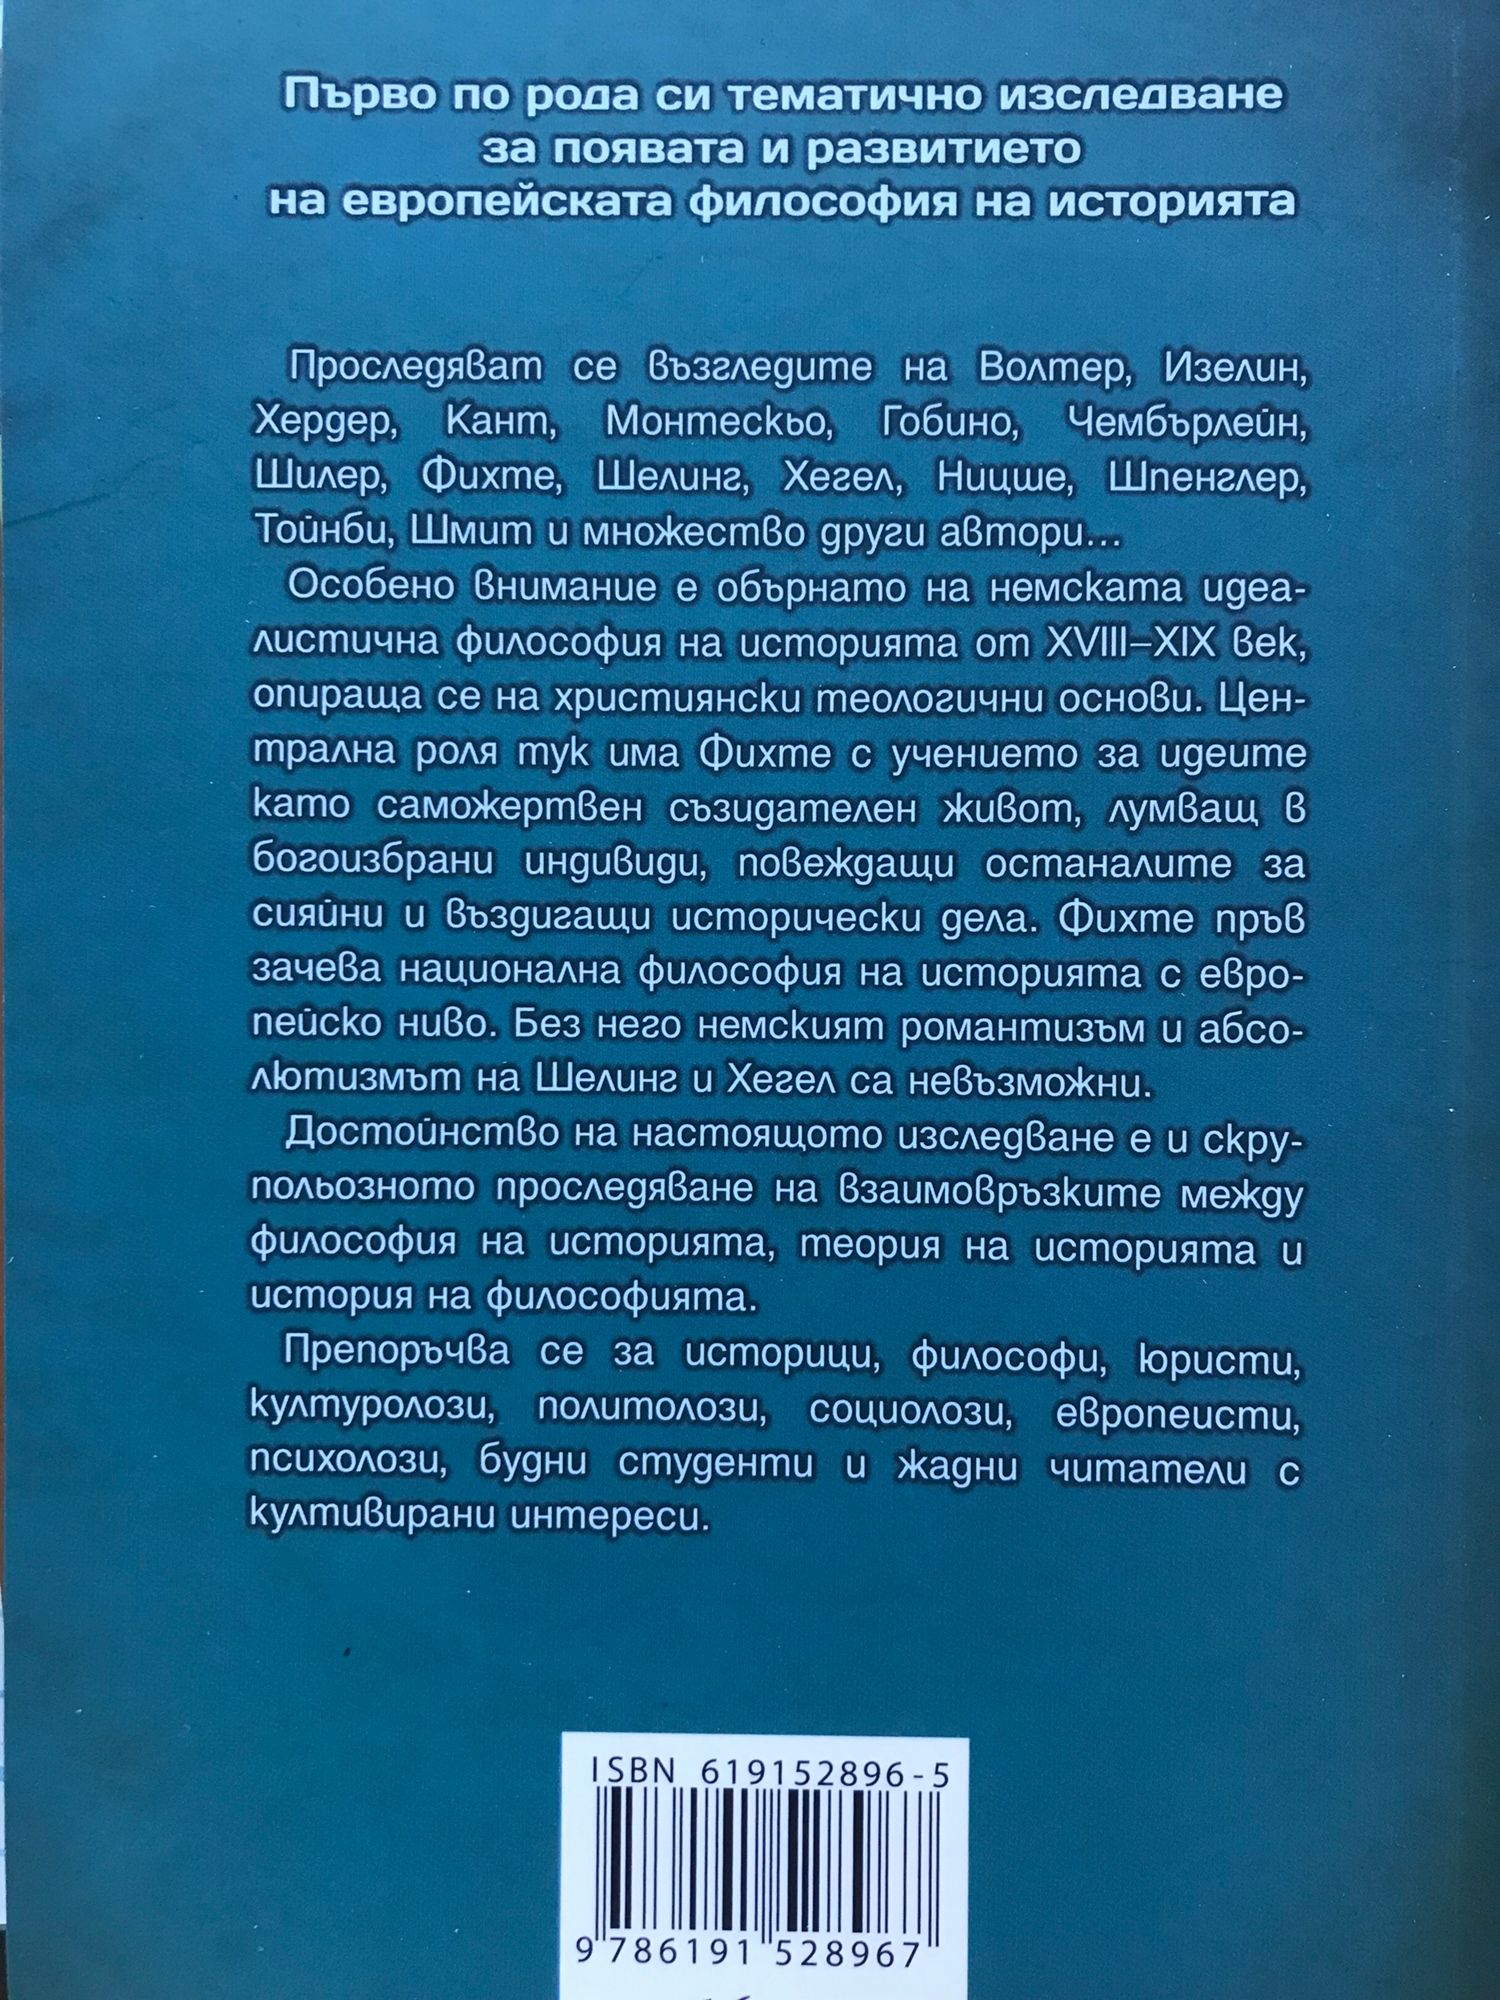 Първо по рода си тематично изследване
за появата и развитието
на европейската философия на историята
Проследяват се възгледите на Волтер, Изелин,
Хердер, Кант, Монтескьо, Гобино, Чембърлейн,
Шилер, Фихте, Шелинг, Хегел, Ницше, Шпенглер,
Тойнби, Шмит и множество други автори...
Особено внимание е обърнато на немската идеа-
листична философия на историята от XVIII–XIX век,
опираща се на християнски теологични основи. Цен-
трална роля тук има Фихте с учението за идеите
като саможертвен съзидателен живот, лумващ в
богоизбрани индивиди, повеждащи останалите за
сияйни и въздигащи исторически дела. Фихте пръв
зачева национална философия на историята с евро-
пейско ниво. Без него немският романтизъм и абсо-
лютизмът на Шелинг и Хегел са невъзможни.
Достойнство на настоящото изследване е и скру-
польозното проследяване на взаимовръзките между
философия на историята, теория на историята и
история на философията.
Препоръчва се за историци, философи, юристи,
културолози, политолози, социолози, европеисти,
психолози, будни студенти и жадни читатели с
култивирани интереси.
ISBN 619152896-5
9 786191 528967